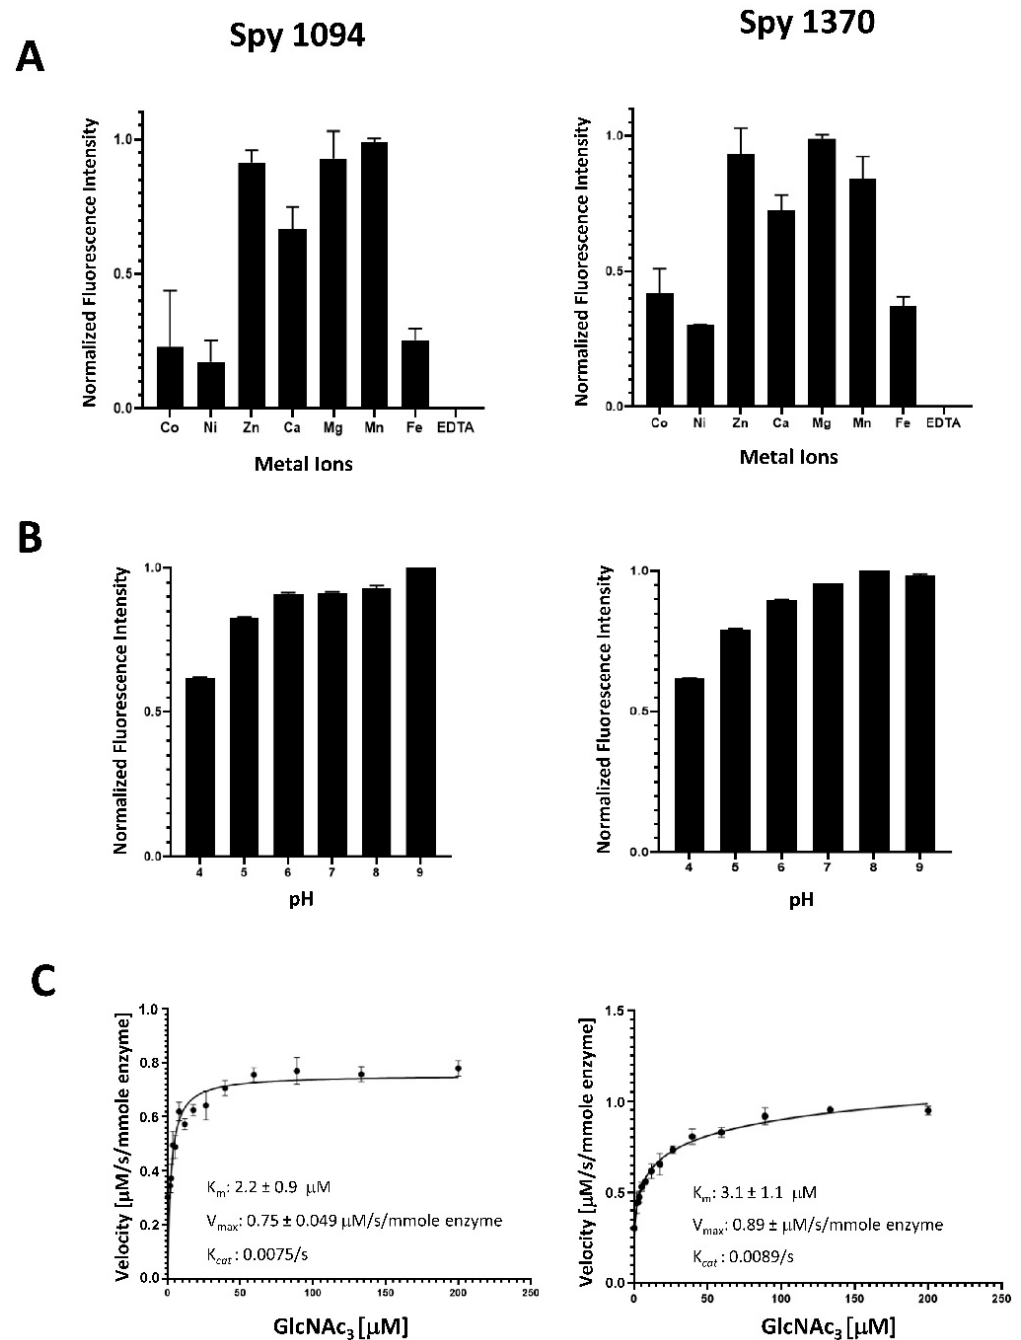 Spy 1094
Spy 1370
A
Normalized Fluorescence Intensity
1.0
0.5
0.0
Co Ni Zn Ca Mg Mn Fe EDTA
Metal Ions
Normalized Fluorescence Intensity
1.0
0.5
0.0
Co Ni Zn Ca Mg Mn Fe EDTA
Metal Ions
B
Normalized Fluorescence Intensity
1.0
0.5
0.0
4 5 6 7 8 9
pH
Normalized Fluorescence Intensity
1.0
0.5
0.0
4 5 6 7 8 9
pH
C
Velocity [µM/s/mmole enzyme]
1.0
0.8
0.6
0.4
0.2
0.0
Km: 2.2 ± 0.9 µM
Vmax: 0.75 ± 0.049 µM/s/mmole enzyme
Kcat : 0.0075/s
0 50 100 150 200 250
GlcNAc₃ [µM]
Velocity [µM/s/mmole enzyme]
1.5
1.0
0.5
0.0
Km: 3.1 ± 1.1 µM
Vmax: 0.89 ± µM/s/mmole enzyme
Kcat : 0.0089/s
0 50 100 150 200 250
GlcNAc₃ [µM]